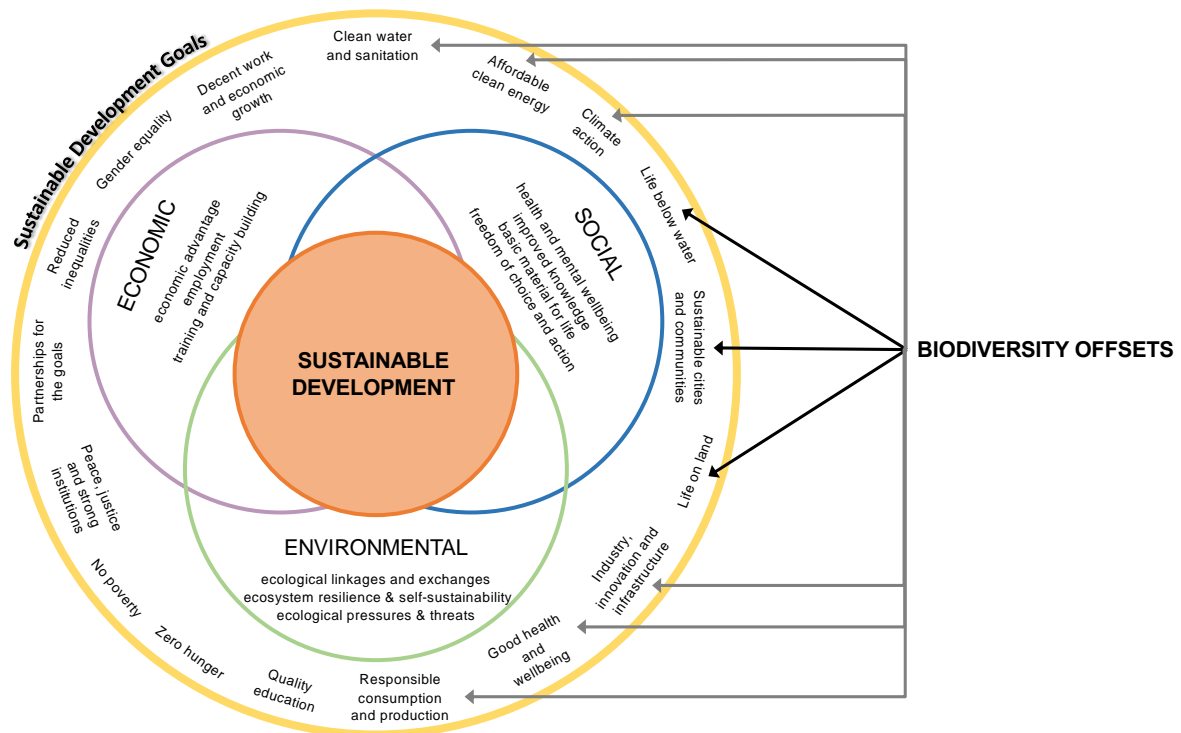 Sustainable Development Goals
Clean water
and sanitation
Affordable
clean energy
Climate
action
Life below water
Sustainable cities
and communities
Life on land
Industry,
innovation and
infrastructure
Good health
and
wellbeing
Responsible
consumption
and production
Quality
education
Zero hunger
No poverty
Peace, justice
and strong
institutions
Partnerships for
the goals
Reduced
inequalities
Gender equality
Decent work
and economic
growth
ECONOMIC
economic advantage
employment
training and capacity building
SOCIAL
health and mental wellbeing
improved knowledge
basic material for life
freedom of choice and action
SUSTAINABLE
DEVELOPMENT
ENVIRONMENTAL
ecological linkages and exchanges
ecosystem resilience & self-sustainability
ecological pressures & threats
BIODIVERSITY OFFSETS